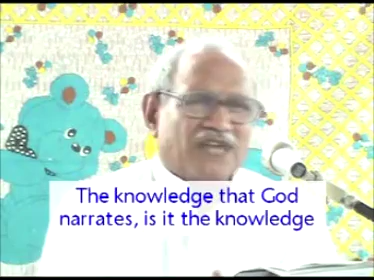 The knowledge that God
narrates, is it the knowledge